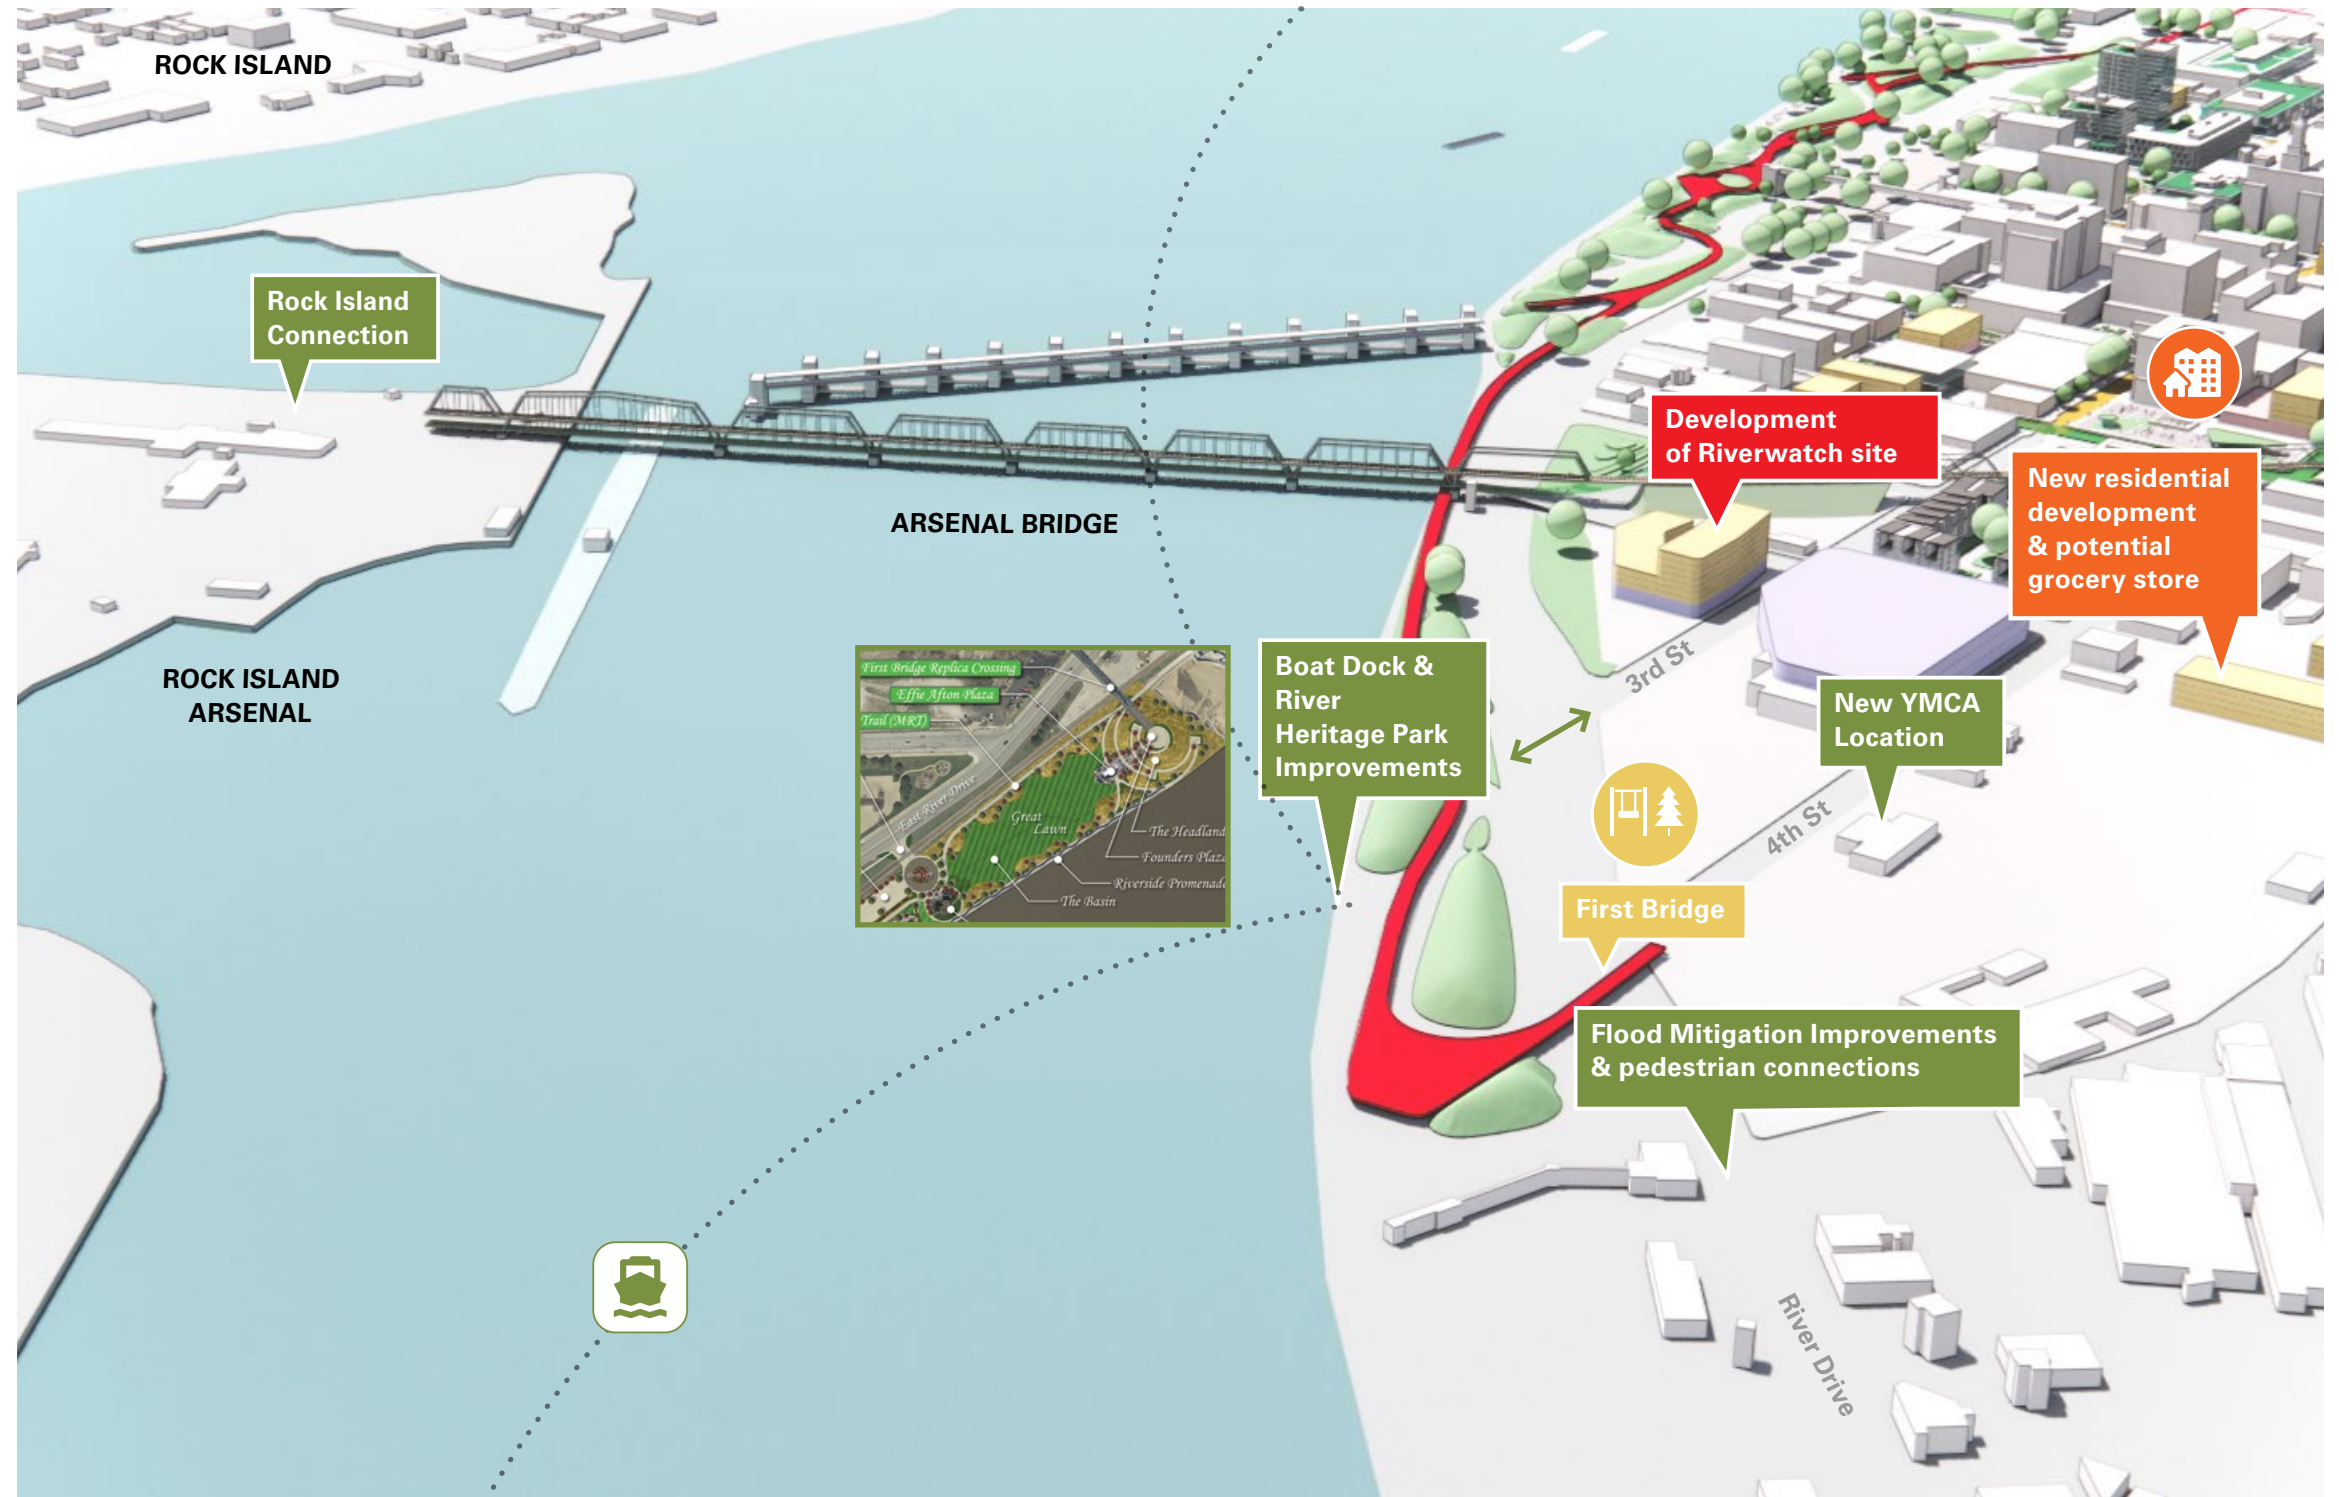 ROCK ISLAND
Rock Island
Connection
Development
of Riverwatch site
New residential
development
& potential
grocery store
ARSENAL BRIDGE
ROCK ISLAND
ARSENAL
First Bridge Replica Crossing
Effie Afton Plaza
Trail (MRT)
East River Drive
Great
Lawn
The Headland
Founders Plaza
Riverside Promenade
The Basin
Boat Dock &
River
Heritage Park
Improvements
3rd St
New YMCA
Location
4th St
First Bridge
Flood Mitigation Improvements
& pedestrian connections
River Drive